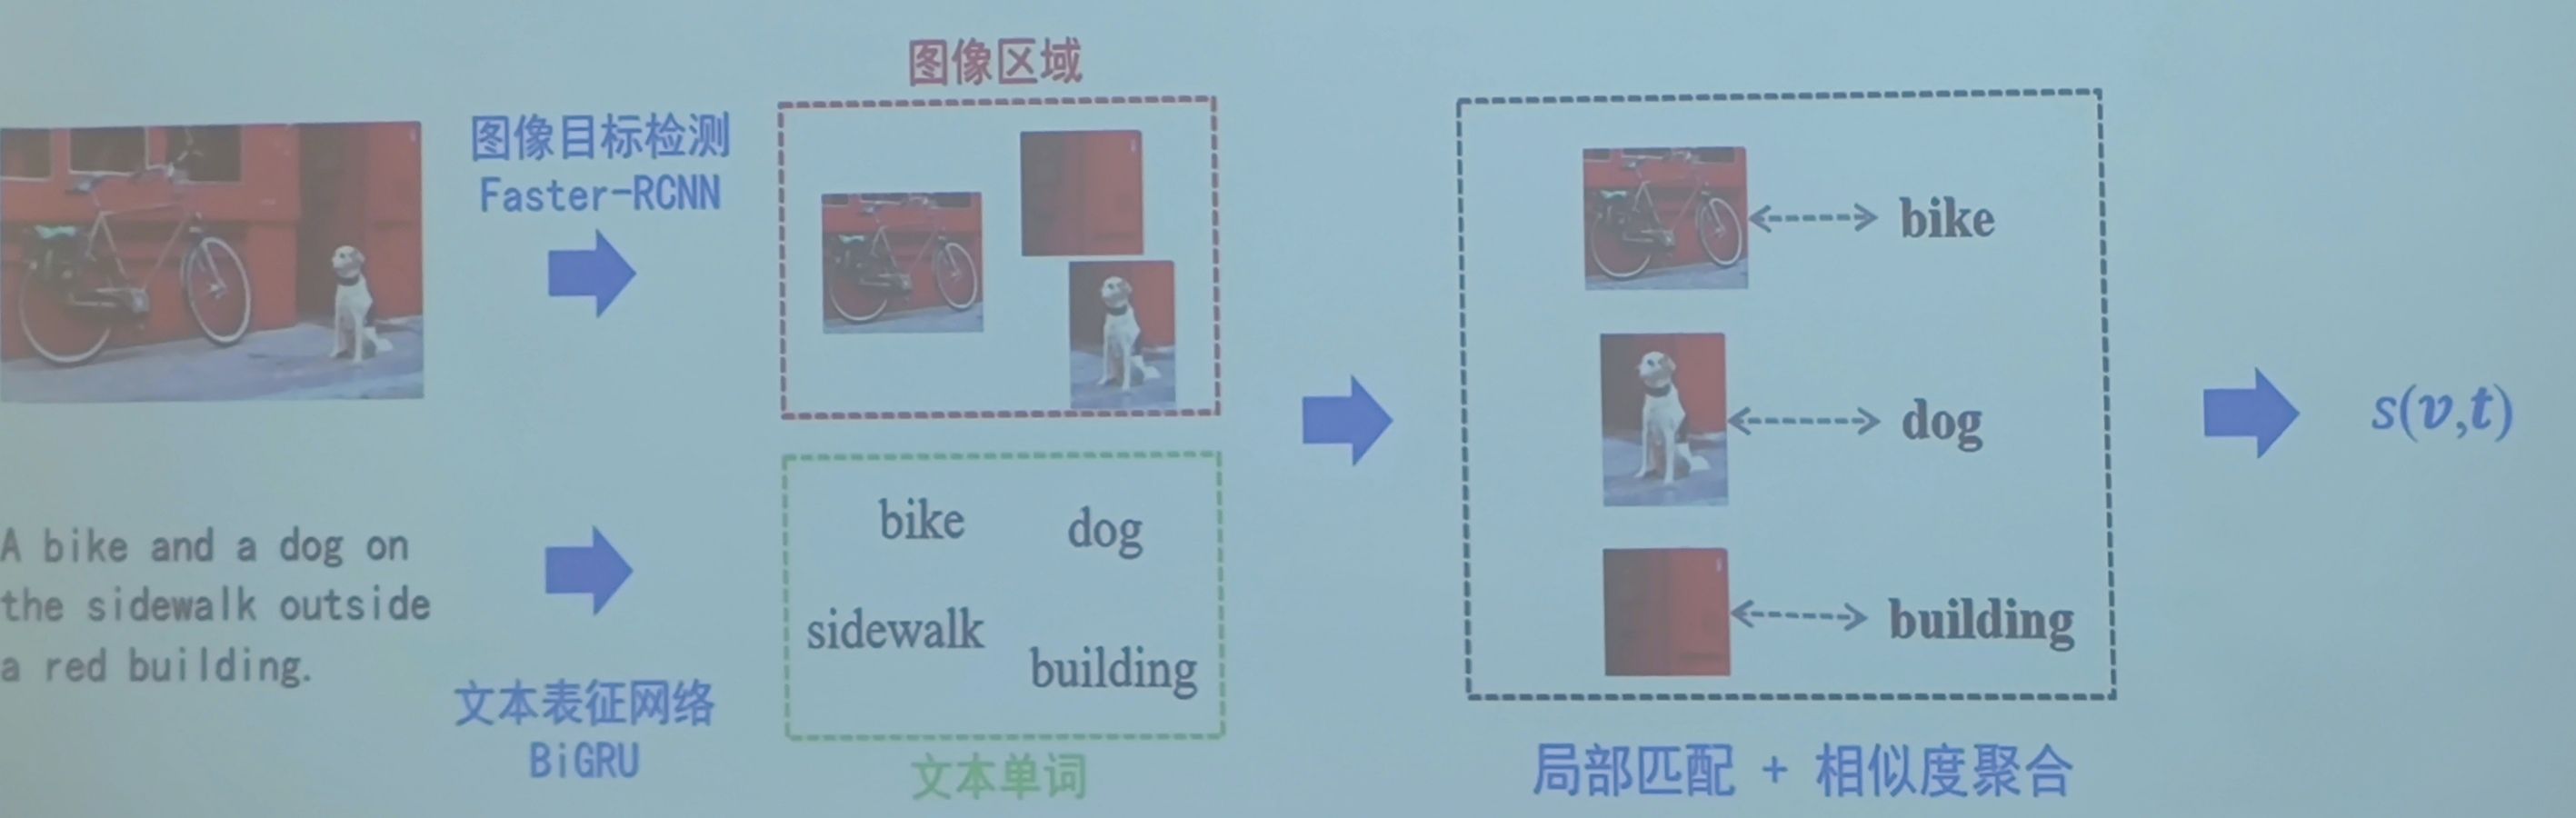 图像目标检测
Faster-RCNN
图像区域
A bike and a dog on
the sidewalk outside
a red building.
文本表征网络
BiGRU
bike
dog
sidewalk
building
文本单词
bike
dog
building
局部匹配 + 相似度聚合
s(v,t)